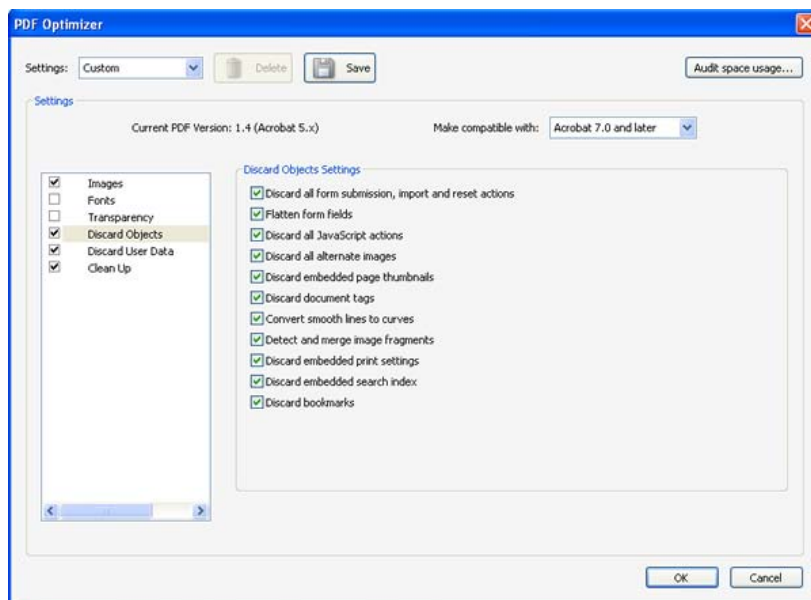 PDF Optimizer
Settings: Custom Delete Save Audit space usage...
Settings
Current PDF Version: 1.4 (Acrobat 5.x) Make compatible with: Acrobat 7.0 and later
Images
Fonts
Transparency
Discard Objects
Discard User Data
Clean Up
Discard Objects Settings
Discard all form submission, import and reset actions
Flatten form fields
Discard all JavaScript actions
Discard all alternate images
Discard embedded page thumbnails
Discard document tags
Convert smooth lines to curves
Detect and merge image fragments
Discard embedded print settings
Discard embedded search index
Discard bookmarks
OK Cancel